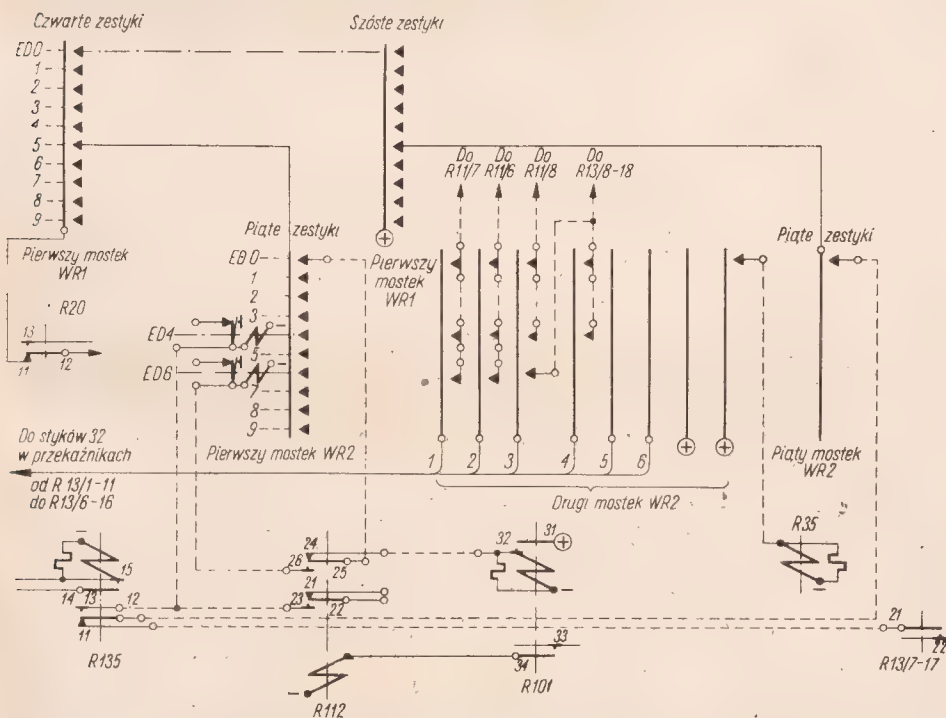 Czwarte zestyki
Szóste zestyki
ED0
1
2
3
4
5
6
7
8
9
Do R11/7
Do R11/6
Do R11/8
Do R13/8-18
Pierwszy mostek WR1
Piąte zestyki
Pierwszy mostek WR1
Piąte zestyki
EB0
1
2
3
ED4
5
ED6
7
8
9
R20
13
11
12
Pierwszy mostek WR2
1
2
3
4
5
6
Drugi mostek WR2
Piąty mostek WR2
Do styków 32
w przekaźnikach
od R13/1-11
do R13/6-16
15
14
13
12
11
R135
24
26
25
21
23
22
R112
31
32
33
34
R101
R35
21
22
R13/7-17